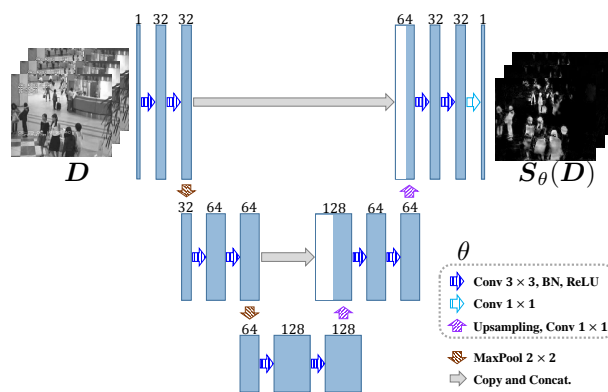 1 32 32 64 32 32 1
D
S_θ(D)
32 64 64 128 64 64
64 128 128
θ
Conv 3 × 3, BN, ReLU
Conv 1 × 1
Upsampling, Conv 1 × 1
MaxPool 2 × 2
Copy and Concat.